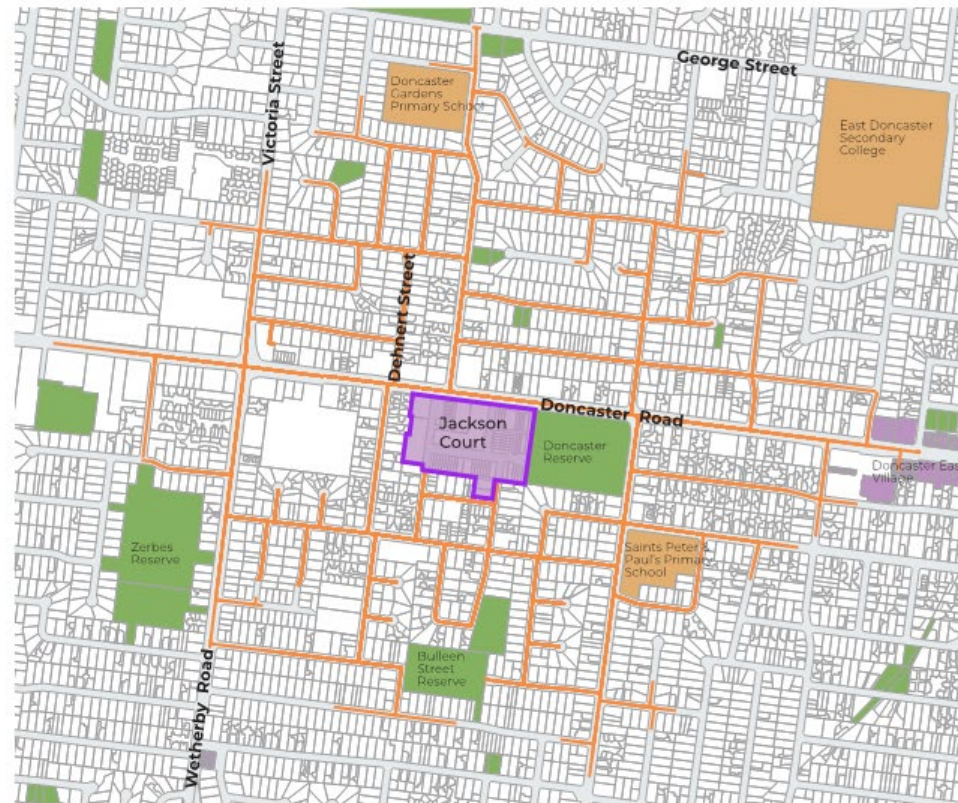 George Street
Victoria Street
Doncaster
Gardens
Primary School
East Doncaster
Secondary
College
Dehnert Street
Doncaster Road
Jackson
Court
Doncaster
Reserve
Doncaster East
Village
Zerbes
Reserve
Saints Peter &
Paul's Primary
School
Bulleen
Street
Reserve
Wetherby Road